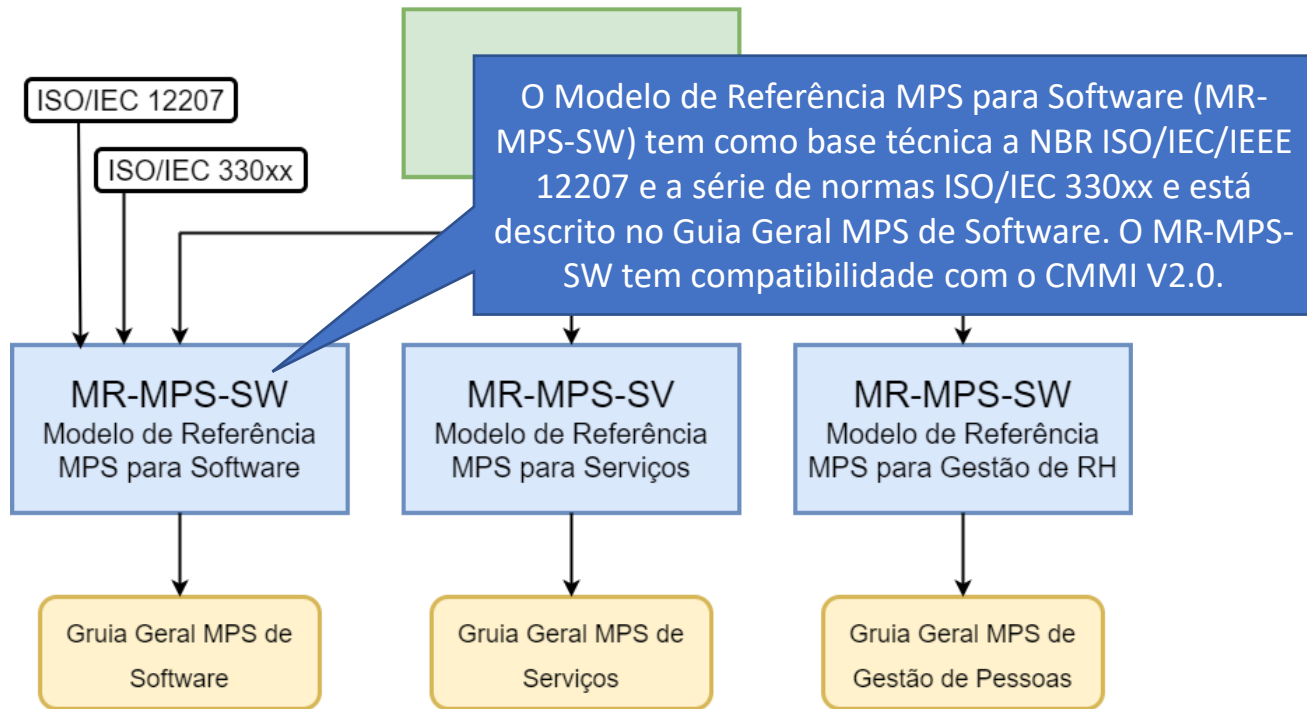 ISO/IEC 12207
ISO/IEC 330xx
O Modelo de Referência MPS para Software (MR-
MPS-SW) tem como base técnica a NBR ISO/IEC/IEEE
12207 e a série de normas ISO/IEC 330xx e está
descrito no Guia Geral MPS de Software. O MR-MPS-
SW tem compatibilidade com o CMMI V2.0.
MR-MPS-SW
Modelo de Referência
MPS para Software
MR-MPS-SV
Modelo de Referência
MPS para Serviços
MR-MPS-SW
Modelo de Referência
MPS para Gestão de RH
Gruia Geral MPS de
Software
Gruia Geral MPS de
Serviços
Gruia Geral MPS de
Gestão de Pessoas